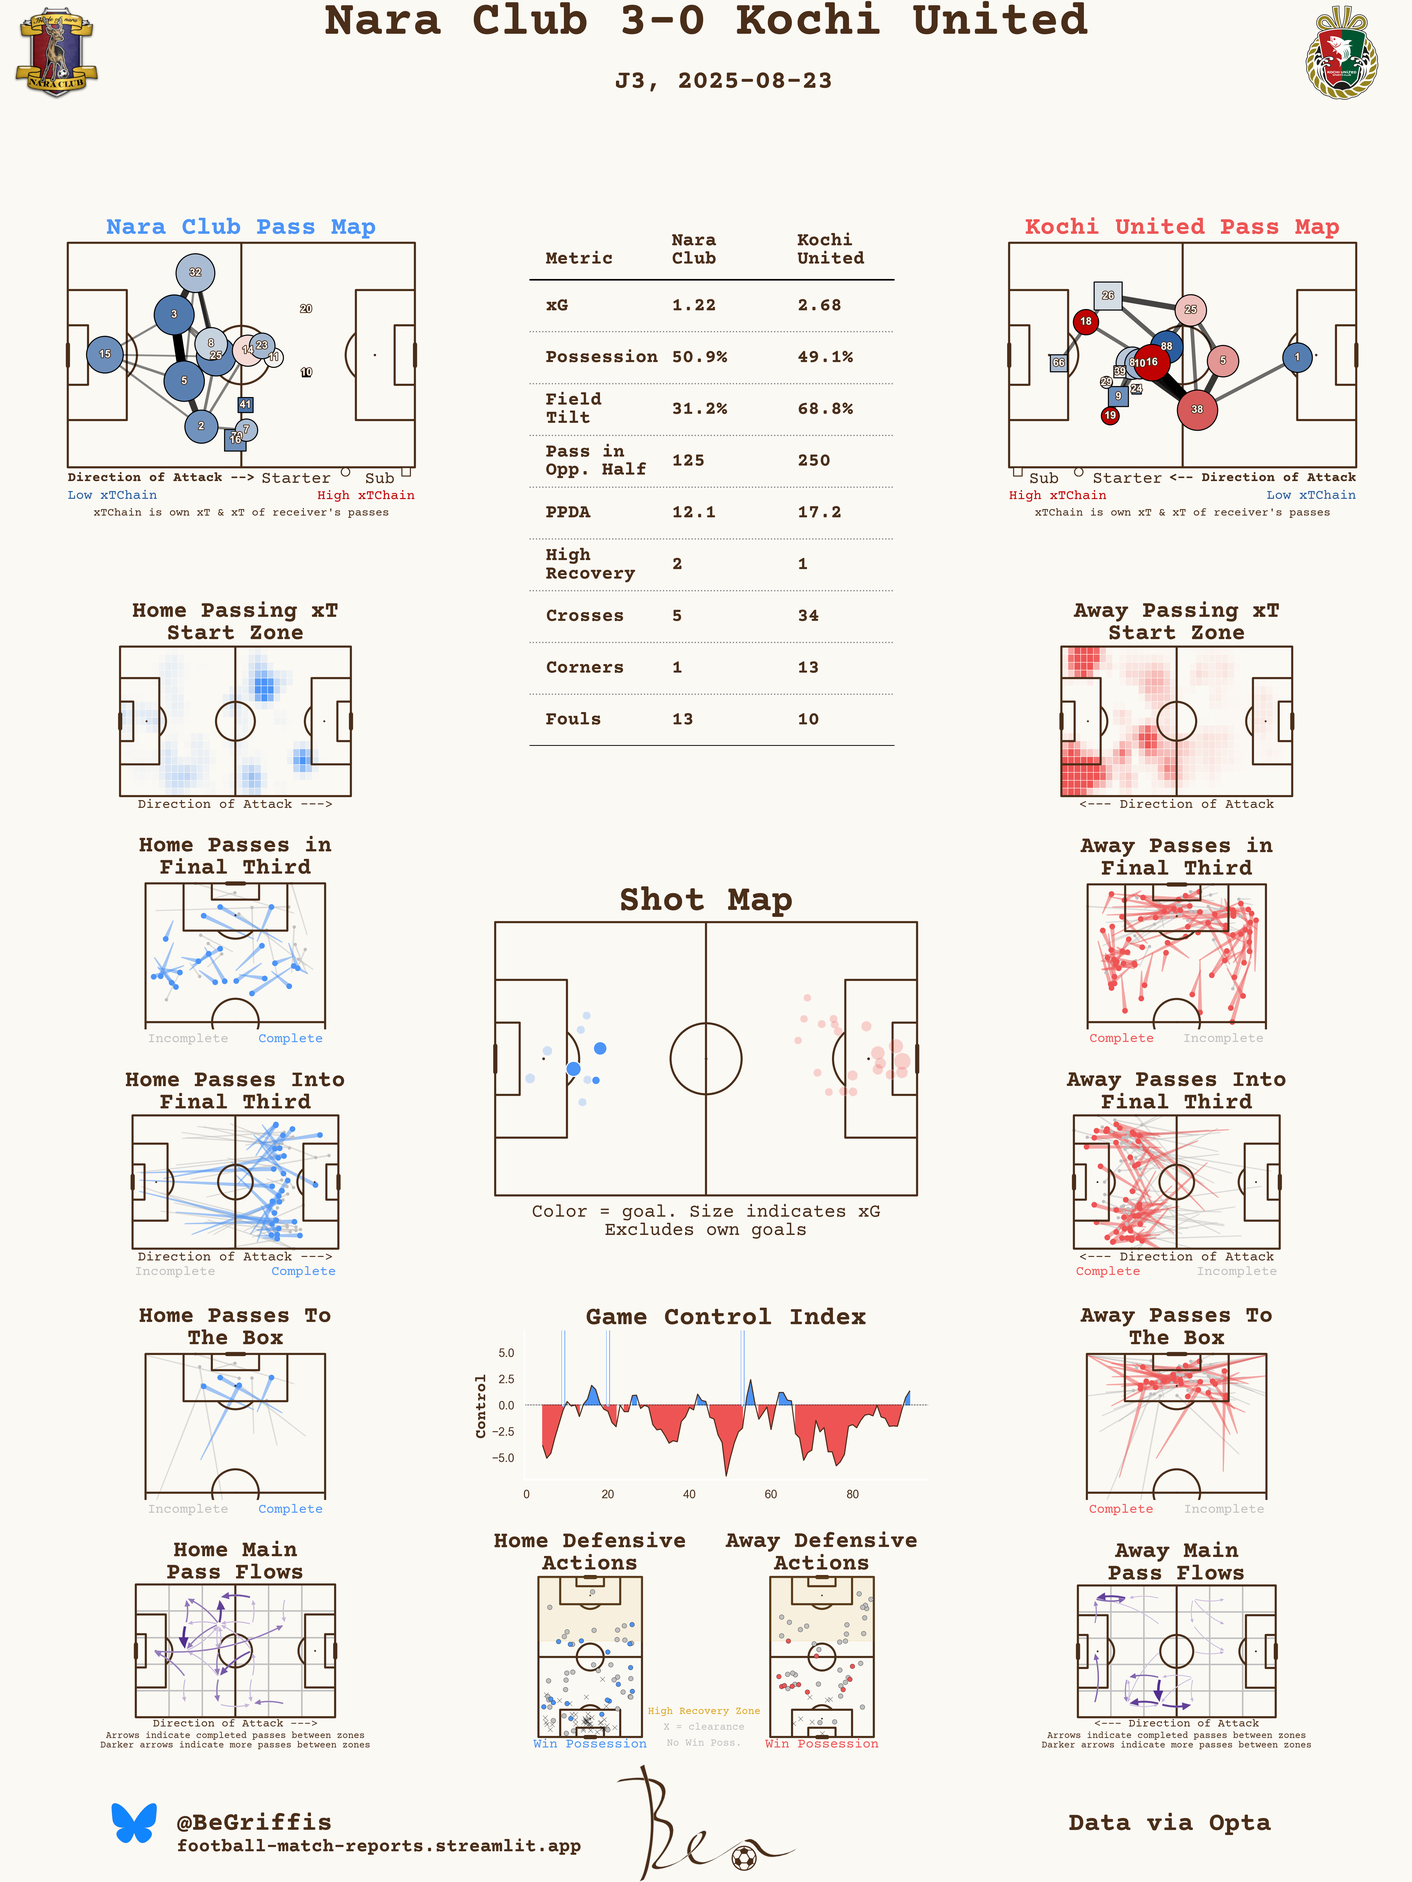 Nara Club 3-0 Kochi United
J3, 2025-08-23
NARA CLUB
KOCHI UNITED
Nara Club Pass Map
32
3
8
25
14
23
11
15
5
2
41
16
7
20
10
Direction of Attack --> Starter Sub
Low xTChain High xTChain
xTChain is own xT & xT of receiver's passes
Metric Nara Club Kochi United
xG 1.22 2.68
Possession 50.9% 49.1%
Field Tilt 31.2% 68.8%
Pass in Opp. Half 125 250
PPDA 12.1 17.2
High Recovery 2 1
Crosses 5 34
Corners 1 13
Fouls 13 10
Kochi United Pass Map
26
25
18
88
66
8
10
16
39
5
1
29
24
9
19
38
Sub Starter <-- Direction of Attack
High xTChain Low xTChain
xTChain is own xT & xT of receiver's passes
Home Passing xT
Start Zone
Direction of Attack --->
Away Passing xT
Start Zone
<--- Direction of Attack
Home Passes in
Final Third
Incomplete Complete
Shot Map
Color = goal. Size indicates xG
Excludes own goals
Away Passes in
Final Third
Complete Incomplete
Home Passes Into
Final Third
Direction of Attack --->
Incomplete Complete
Away Passes Into
Final Third
<--- Direction of Attack
Complete Incomplete
Home Passes To
The Box
Incomplete Complete
Game Control Index
Control
5.0
2.5
0.0
−2.5
−5.0
0 20 40 60 80
Away Passes To
The Box
Complete Incomplete
Home Main
Pass Flows
Direction of Attack --->
Arrows indicate completed passes between zones
Darker arrows indicate more passes between zones
Home Defensive
Actions
Win Possession
High Recovery Zone
X = clearance
No Win Poss.
Away Defensive
Actions
Win Possession
Away Main
Pass Flows
<--- Direction of Attack
Arrows indicate completed passes between zones
Darker arrows indicate more passes between zones
@BeGriffis
football-match-reports.streamlit.app
Ben
Data via Opta